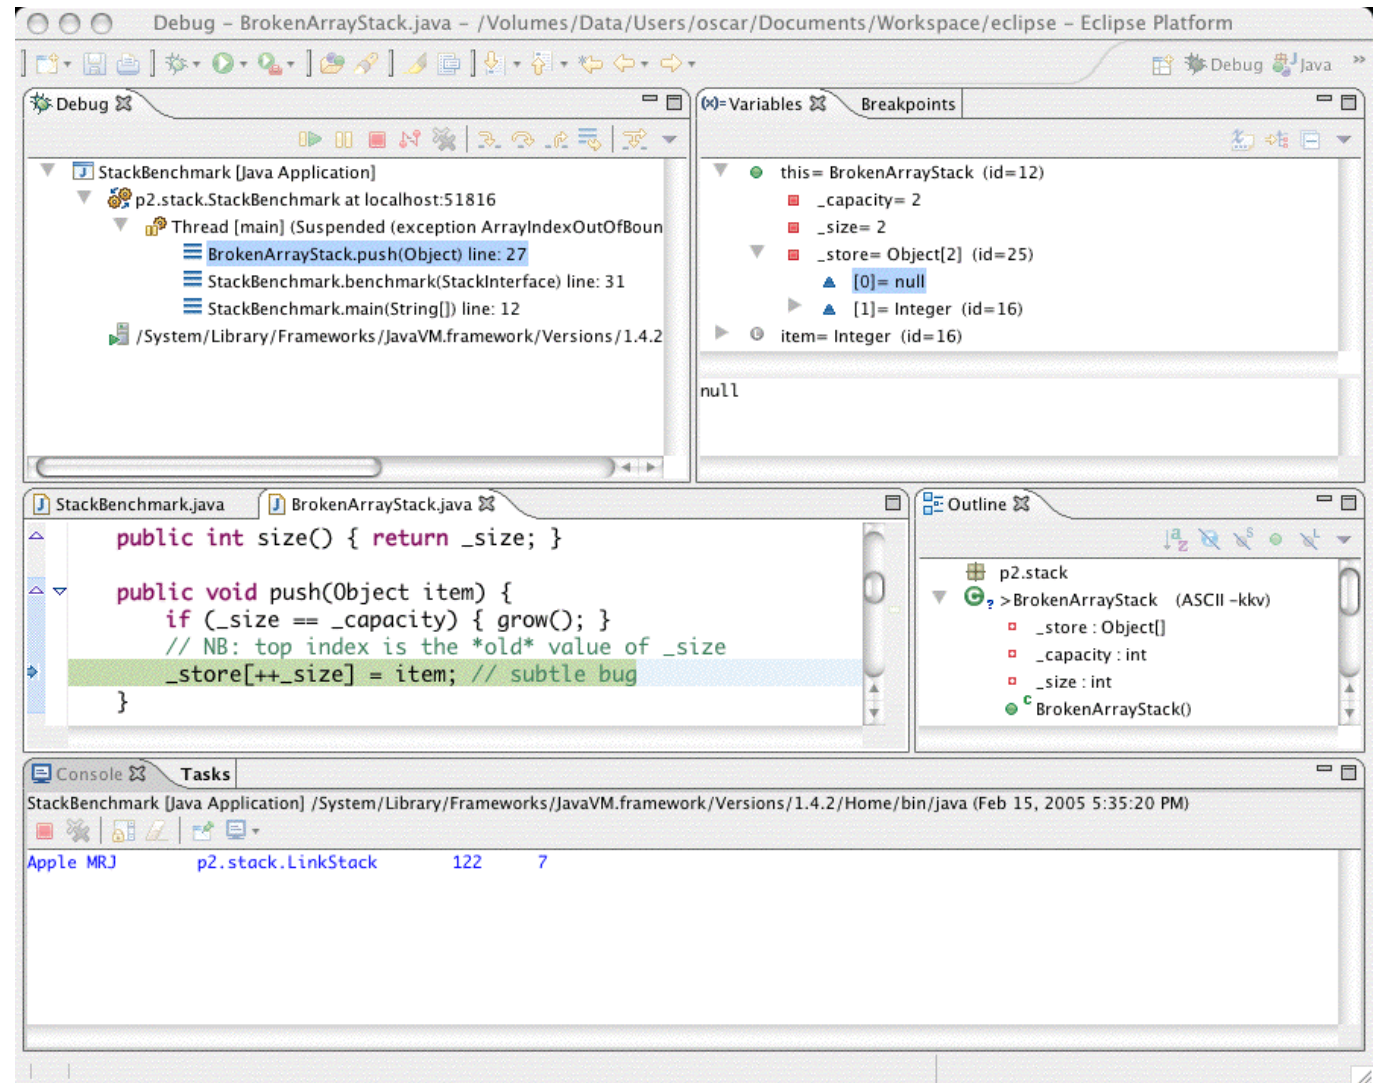 Debug – BrokenArrayStack.java – /Volumes/Data/Users/oscar/Documents/Workspace/eclipse – Eclipse Platform
Debug Java »
Debug
StackBenchmark [Java Application]
p2.stack.StackBenchmark at localhost:51816
Thread [main] (Suspended (exception ArrayIndexOutOfBoun
BrokenArrayStack.push(Object) line: 27
StackBenchmark.benchmark(StackInterface) line: 31
StackBenchmark.main(String[]) line: 12
/System/Library/Frameworks/JavaVM.framework/Versions/1.4.2
(x)= Variables Breakpoints
this= BrokenArrayStack (id=12)
_capacity= 2
_size= 2
_store= Object[2] (id=25)
[0]= null
[1]= Integer (id=16)
item= Integer (id=16)
null
StackBenchmark.java BrokenArrayStack.java
public int size() { return _size; }
public void push(Object item) {
if (_size == _capacity) { grow(); }
// NB: top index is the *old* value of _size
_store[++_size] = item; // subtle bug
}
Outline
p2.stack
>BrokenArrayStack (ASCII -kkv)
_store : Object[]
_capacity : int
_size : int
BrokenArrayStack()
Console Tasks
StackBenchmark [Java Application] /System/Library/Frameworks/JavaVM.framework/Versions/1.4.2/Home/bin/java (Feb 15, 2005 5:35:20 PM)
Apple MRJ p2.stack.LinkStack 122 7